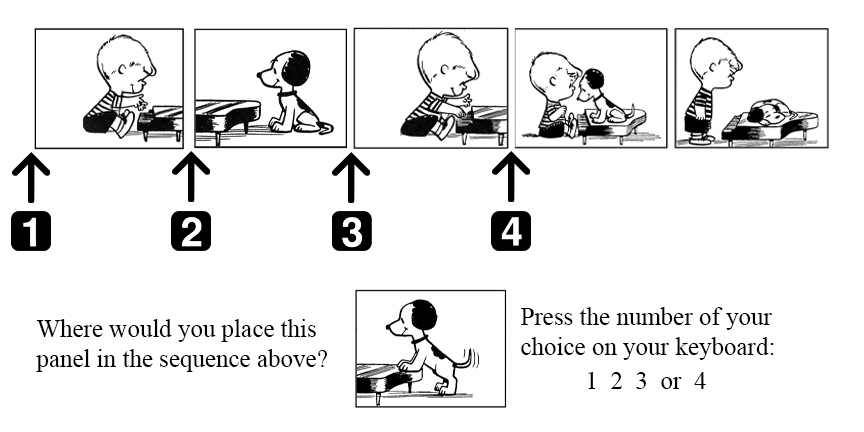 1 2 3 4
Where would you place this
panel in the sequence above?
Press the number of your
choice on your keyboard:
1 2 3 or 4